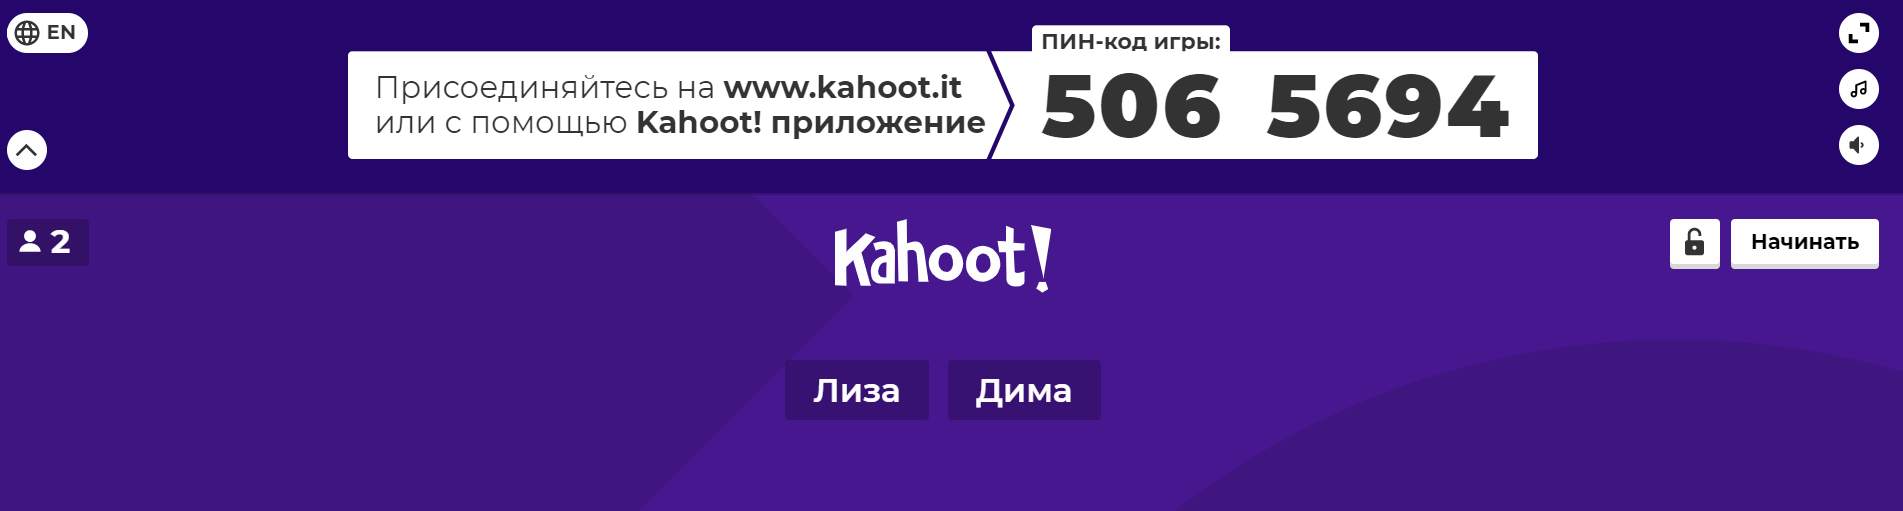 EN
ПИН-код игры:
Присоединяйтесь на www.kahoot.it
или с помощью Kahoot! приложение
506 5694
2
Kahoot!
Начинать
Лиза
Дима